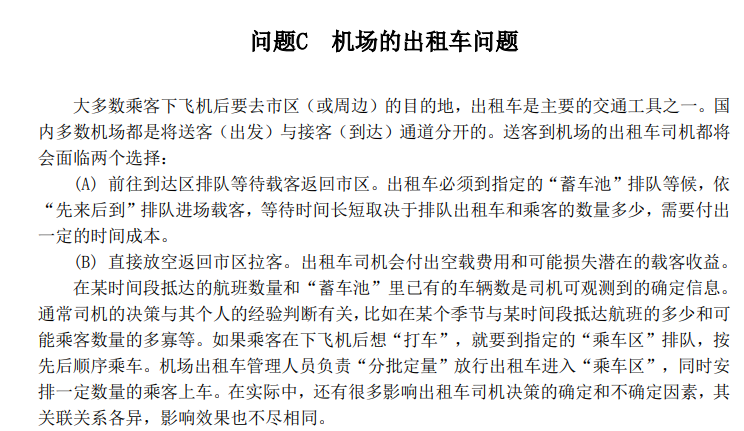 问题C 机场的出租车问题
大多数乘客下飞机后要去市区（或周边）的目的地，出租车是主要的交通工具之一。国
内多数机场都是将送客（出发）与接客（到达）通道分开的。送客到机场的出租车司机都将
会面临两个选择：
(A) 前往到达区排队等待载客返回市区。出租车必须到指定的“蓄车池”排队等候，依
“先来后到”排队进场载客，等待时间长短取决于排队出租车和乘客的数量多少，需要付出
一定的时间成本。
(B) 直接放空返回市区拉客。出租车司机会付出空载费用和可能损失潜在的载客收益。
在某时间段抵达的航班数量和“蓄车池”里已有的车辆数是司机可观测到的确定信息。
通常司机的决策与其个人的经验判断有关，比如在某个季节与某时间段抵达航班的多少和可
能乘客数量的多寡等。如果乘客在下飞机后想“打车”，就要到指定的“乘车区”排队，按
先后顺序乘车。机场出租车管理人员负责“分批定量”放行出租车进入“乘车区”，同时安
排一定数量的乘客上车。在实际中，还有很多影响出租车司机决策的确定和不确定因素，其
关联关系各异，影响效果也不尽相同。